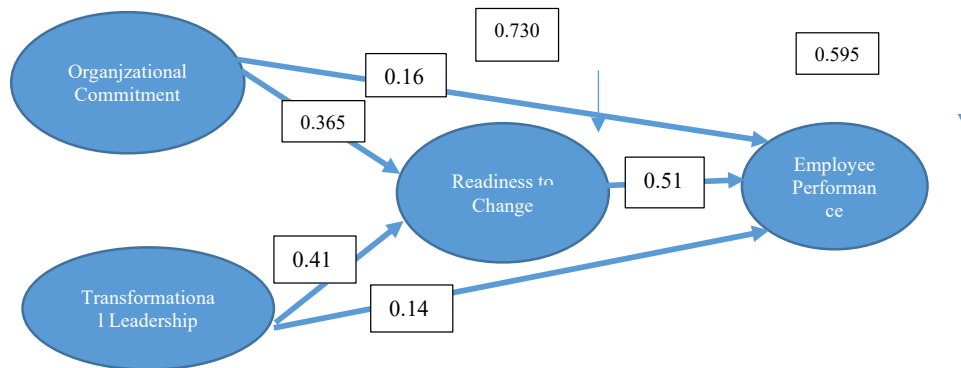 0.730
0.595
Organjzational
Commitment
0.16
0.365
Readiness to
Change
0.51
Employee
Performan
ce
0.41
Transformationa
l Leadership
0.14